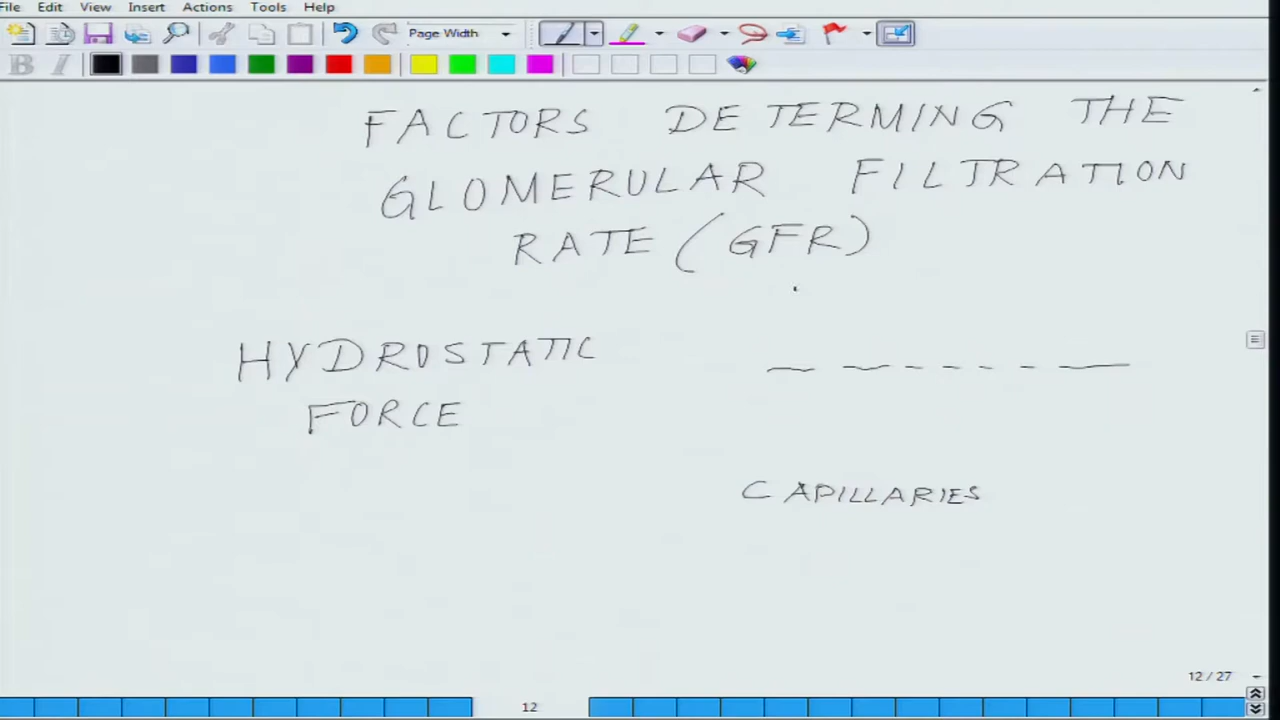 File Edit View Insert Actions Tools Help
Page Width
B I
FACTORS DETERMING THE
GLOMERULAR FILTRATION
RATE (GFR)
HYDROSTATIC
FORCE
CAPILLARIES
12 / 27
12